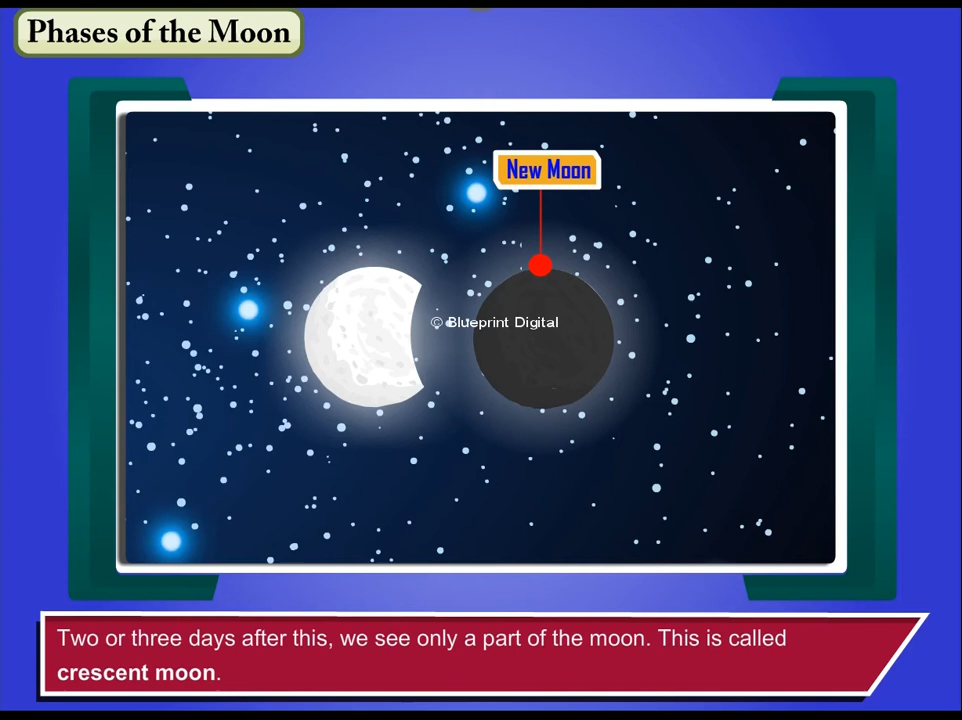 Phases of the Moon
New Moon
© Blueprint Digital
Two or three days after this, we see only a part of the moon. This is called
crescent moon.